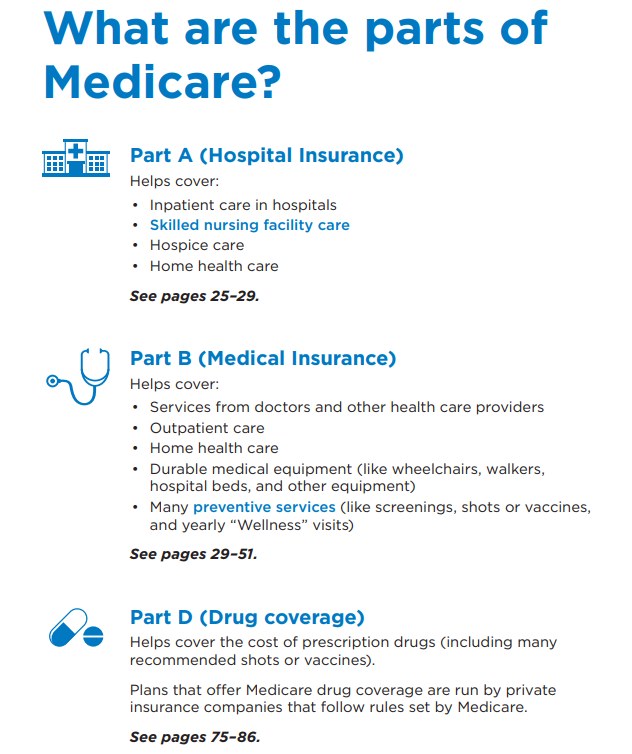 What are the parts of
Medicare?
Part A (Hospital Insurance)
Helps cover:
• Inpatient care in hospitals
• Skilled nursing facility care
• Hospice care
• Home health care
See pages 25–29.
Part B (Medical Insurance)
Helps cover:
• Services from doctors and other health care providers
• Outpatient care
• Home health care
• Durable medical equipment (like wheelchairs, walkers,
hospital beds, and other equipment)
• Many preventive services (like screenings, shots or vaccines,
and yearly “Wellness” visits)
See pages 29–51.
Part D (Drug coverage)
Helps cover the cost of prescription drugs (including many
recommended shots or vaccines).
Plans that offer Medicare drug coverage are run by private
insurance companies that follow rules set by Medicare.
See pages 75–86.